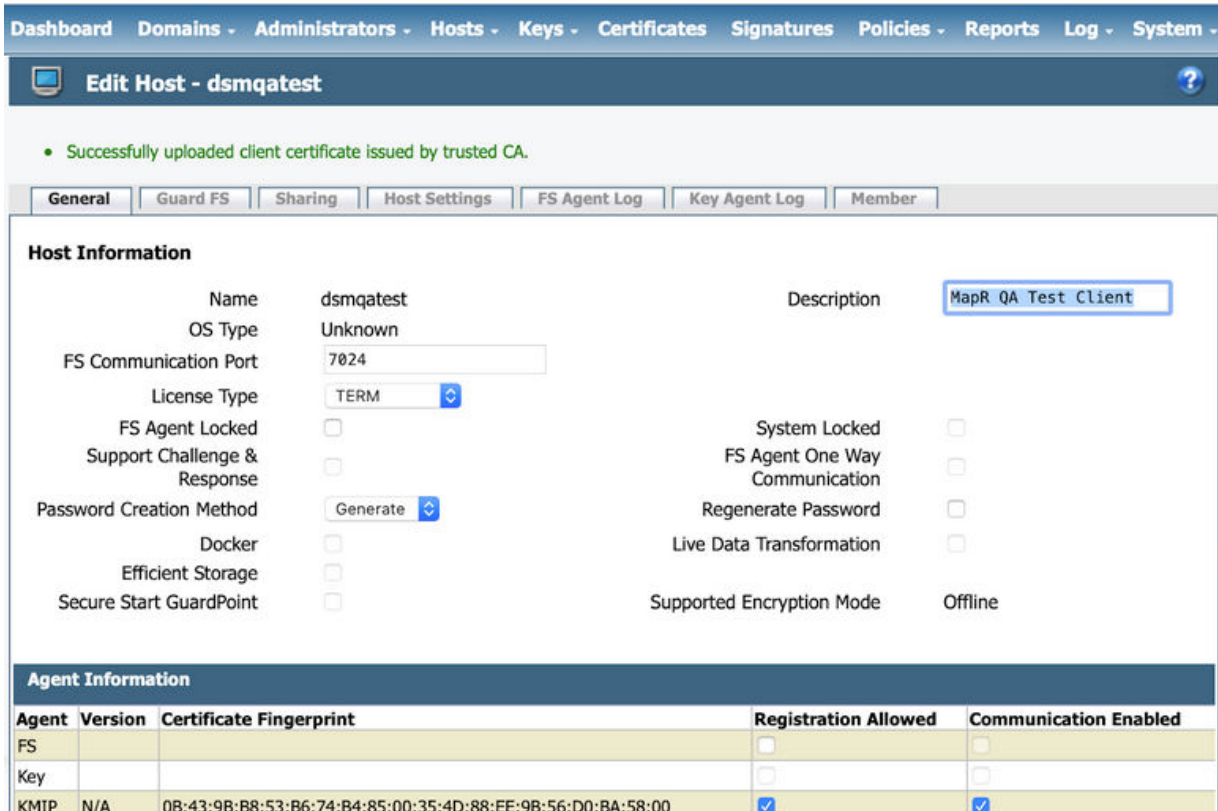 Dashboard Domains Administrators Hosts Keys Certificates Signatures Policies Reports Log System
Edit Host - dsmqatest ?
• Successfully uploaded client certificate issued by trusted CA.
General Guard FS Sharing Host Settings FS Agent Log Key Agent Log Member
Host Information
Name dsmqatest Description MapR QA Test Client
OS Type Unknown
FS Communication Port 7024
License Type TERM
FS Agent Locked System Locked
Support Challenge & Response FS Agent One Way Communication
Password Creation Method Generate Regenerate Password
Docker Live Data Transformation
Efficient Storage
Secure Start GuardPoint Supported Encryption Mode Offline
Agent Information
Agent Version Certificate Fingerprint Registration Allowed Communication Enabled
FS
Key
KMIP N/A 0B:43:9B:B8:53:B6:74:B4:85:00:35:4D:88:EE:9B:56:D0:BA:58:00